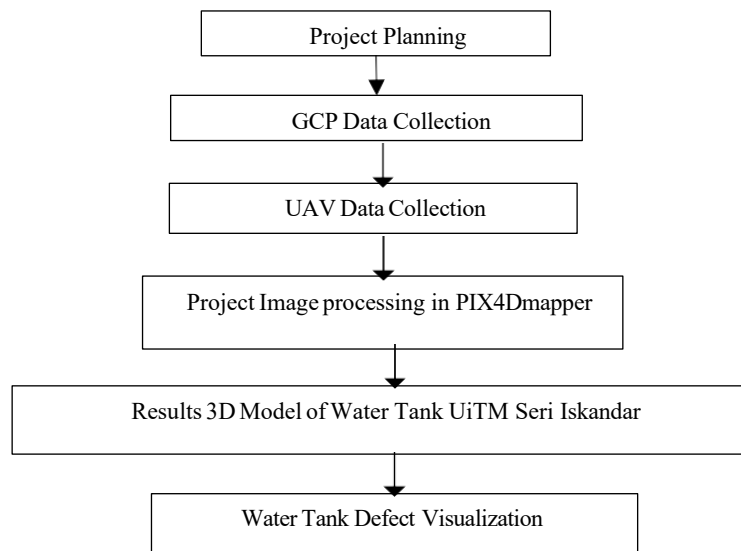 Project Planning
GCP Data Collection
UAV Data Collection
Project Image processing in PIX4Dmapper
Results 3D Model of Water Tank UiTM Seri Iskandar
Water Tank Defect Visualization